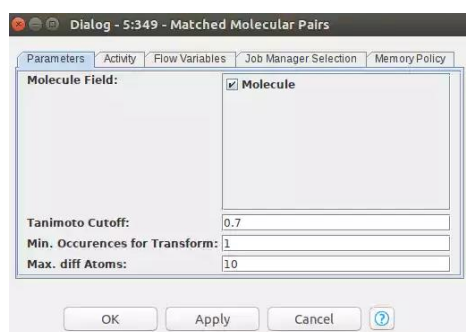 Dialog - 5:349 - Matched Molecular Pairs
Parameters Activity Flow Variables Job Manager Selection Memory Policy
Molecule Field: Molecule
Tanimoto Cutoff: 0.7
Min. Occurences for Transform: 1
Max. diff Atoms: 10
OK Apply Cancel ?